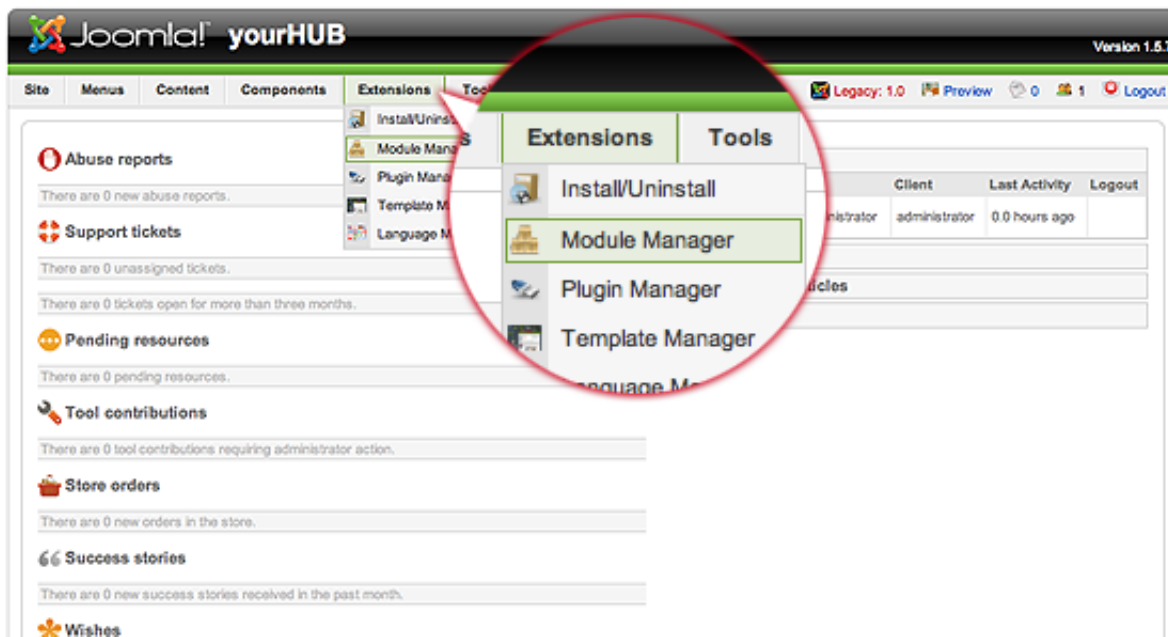 Joomla! yourHUB
Version 1.5.7
Site Menus Content Components Extensions Legacy: 1.0 Preview 0 1 Logout
Install/Unins
Module Mana
Plugin Mana
Template M
Language M
Extensions Tools
Install/Uninstall
Module Manager
Plugin Manager
Template Manager
Abuse reports
There are 0 new abuse reports.
Support tickets
There are 0 unassigned tickets.
There are 0 tickets open for more than three months.
Pending resources
There are 0 pending resources.
Tool contributions
There are 0 tool contributions requiring administrator action.
Store orders
There are 0 new orders in the store.
Success stories
There are 0 new success stories received in the past month.
Wishes
Client Last Activity Logout
administrator 0.0 hours ago